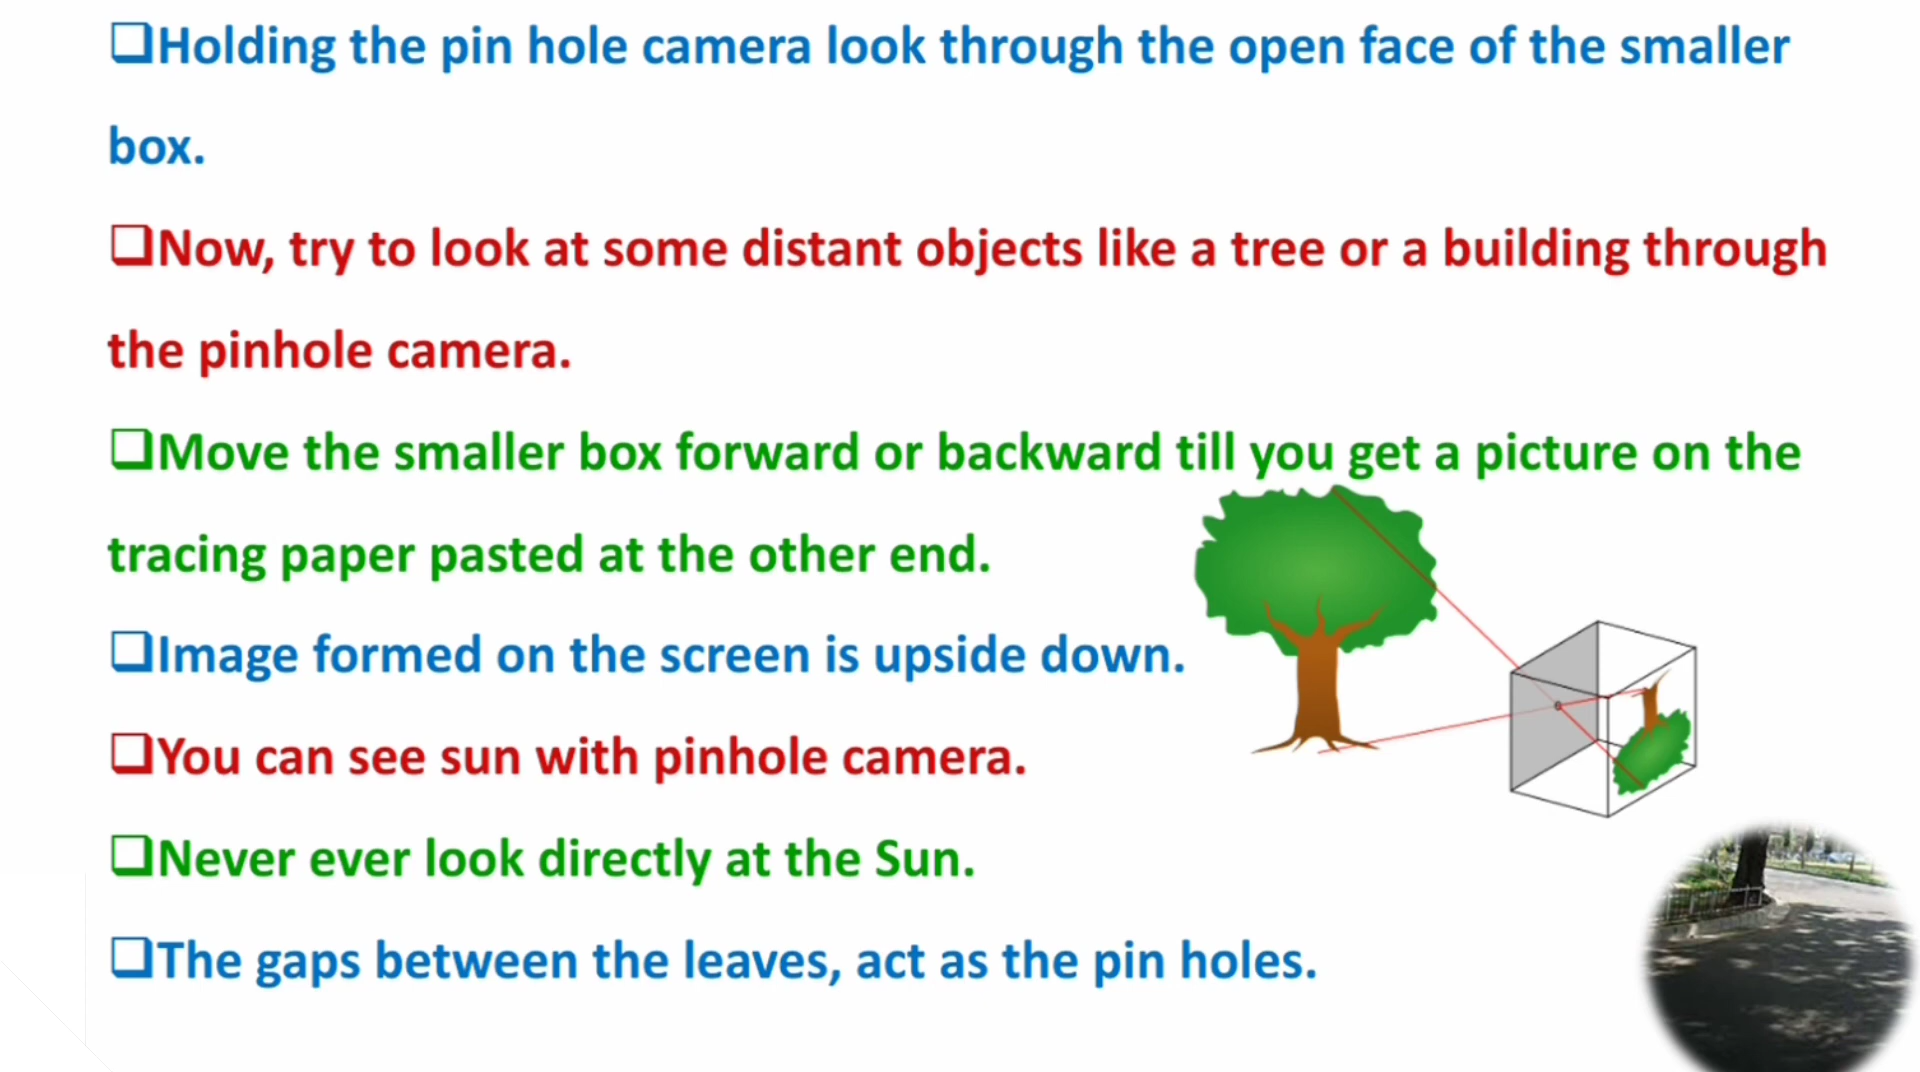 ❑Holding the pin hole camera look through the open face of the smaller
box.
❑Now, try to look at some distant objects like a tree or a building through
the pinhole camera.
❑Move the smaller box forward or backward till you get a picture on the
tracing paper pasted at the other end.
❑Image formed on the screen is upside down.
❑You can see sun with pinhole camera.
❑Never ever look directly at the Sun.
❑The gaps between the leaves, act as the pin holes.